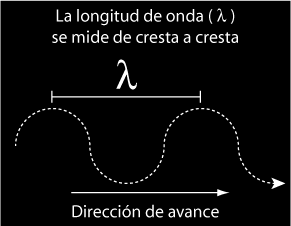 La longitud de onda ( λ )
se mide de cresta a cresta
λ
Dirección de avance